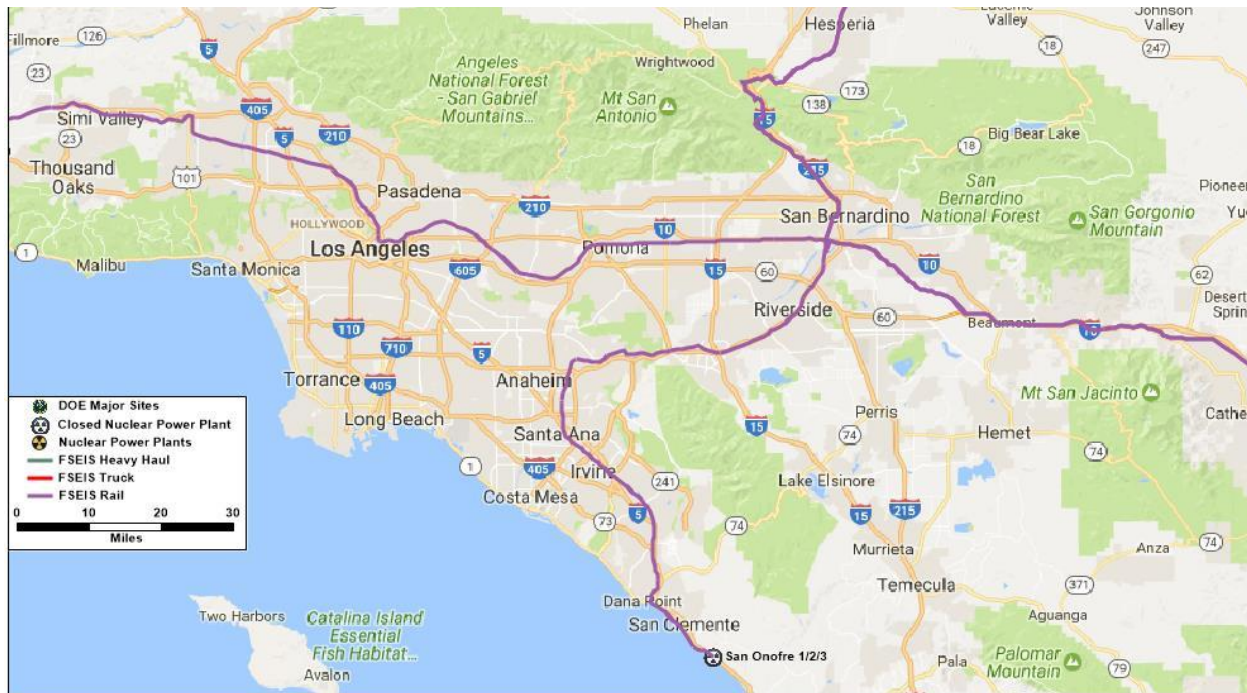 Fillmore
126
5
23
Phelan
Hesperia
Lucerne
Valley
Johnson
Valley
18
247
Wrightwood
Angeles
National Forest
- San Gabriel
Mountains...
Mt San
Antonio
173
138
15
Big Bear Lake
18
Simi Valley
405
5
210
23
Thousand
Oaks
101
Pasadena
210
215
San Bernardino
San
Bernardino
National Forest
San Gorgonio
Mountain
Pioneer
Yuc
HOLLYWOOD
Los Angeles
10
Pomona
1
Malibu
Santa Monica
605
15
60
10
62
Desert
Sprin
Riverside
60
Beaumont
10
110
710
5
Torrance
405
Anaheim
Long Beach
Mt San Jacinto
Cathe
Perris
74
Hemet
74
Santa Ana
15
1
405
Irvine
Costa Mesa
241
Lake Elsinore
73
5
74
15
215
Murrieta
74
Anza
371
Temecula
Aguanga
Dana Point
San Clemente
San Onofre 1/2/3
Pala
Palomar
Mountain
79
Two Harbors
Catalina Island
Essential
Fish Habitat...
Avalon
DOE Major Sites
Closed Nuclear Power Plant
Nuclear Power Plants
FSEIS Heavy Haul
FSEIS Truck
FSEIS Rail
0 10 20 30
Miles